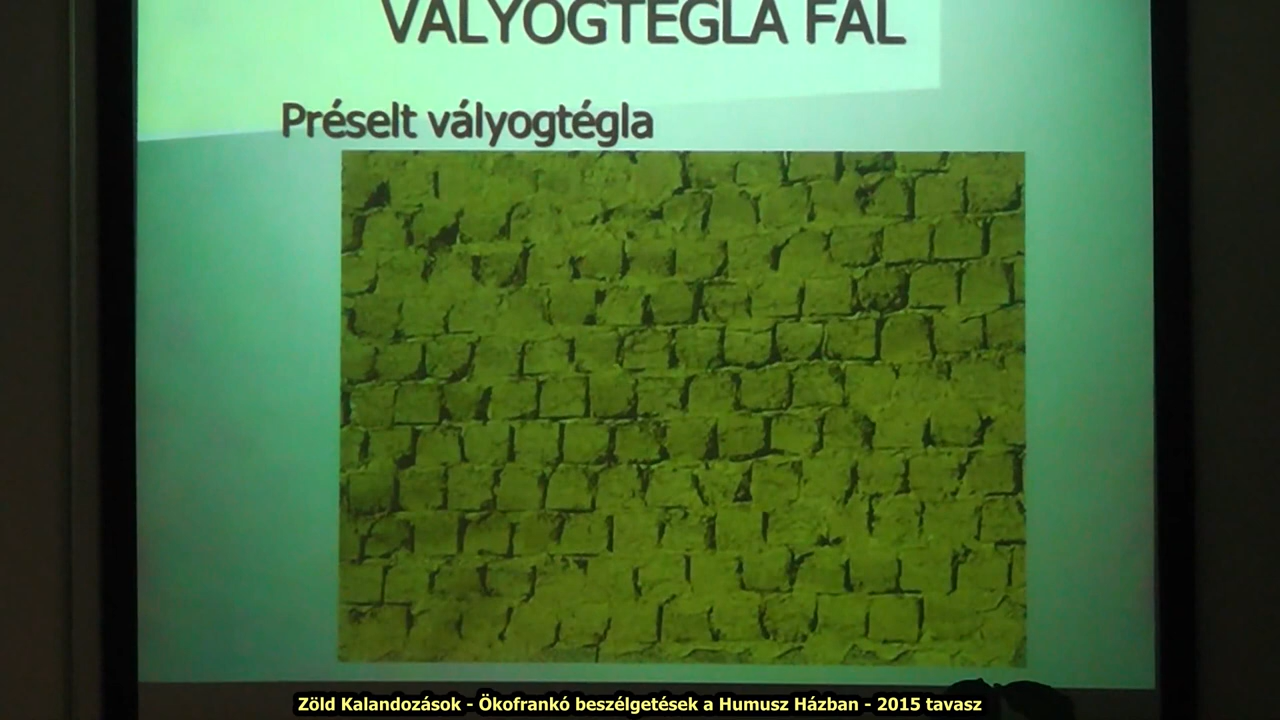 VÁLYOGTÉGLA FAL
Préselt vályogtégla
Zöld Kalandozások - Ökofrankó beszélgetések a Humusz Házban - 2015 tavasz